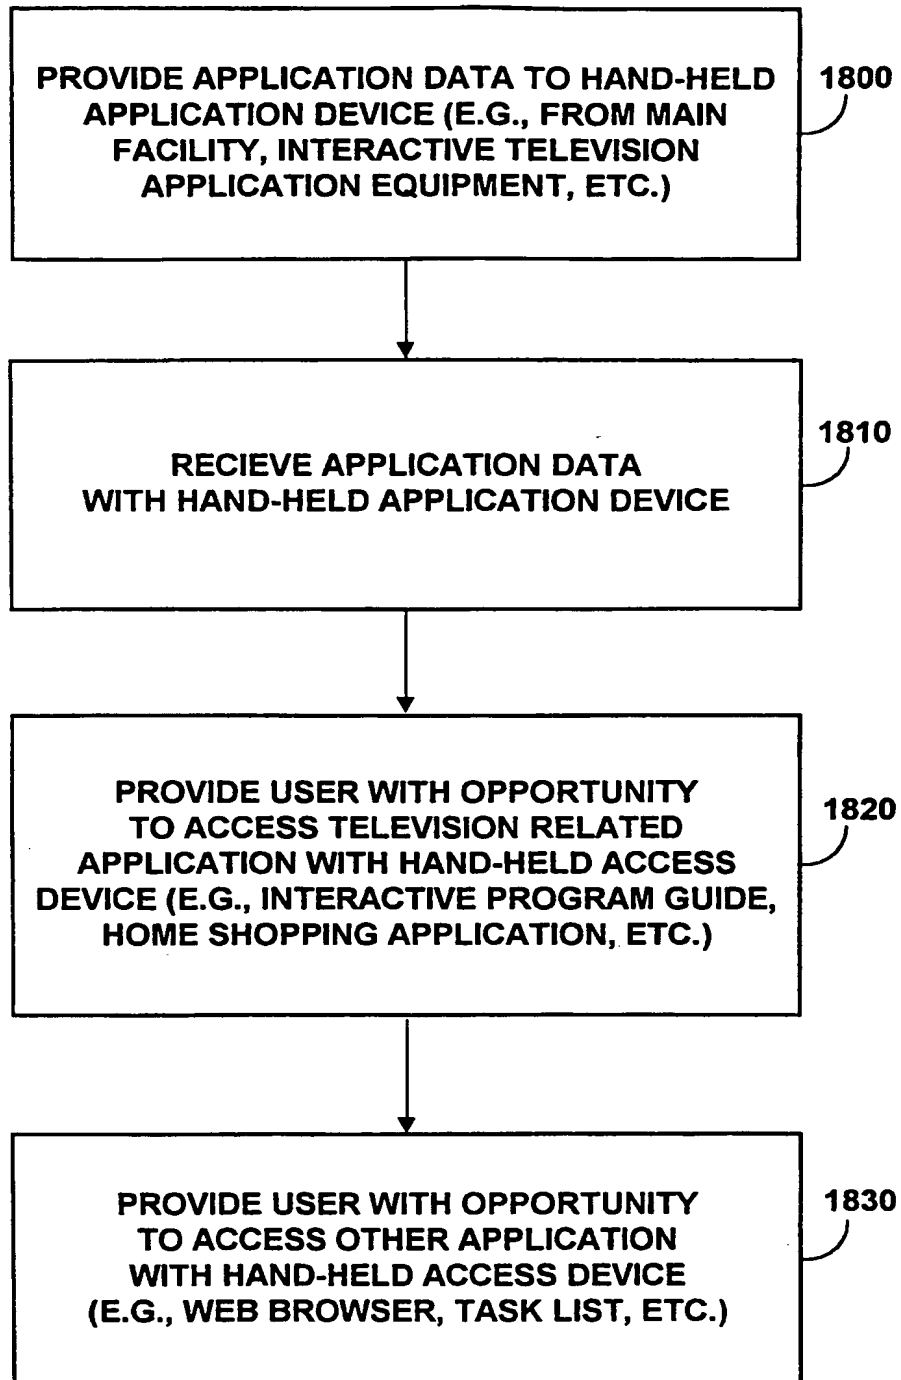 PROVIDE APPLICATION DATA TO HAND-HELD
APPLICATION DEVICE (E.G., FROM MAIN
FACILITY, INTERACTIVE TELEVISION
APPLICATION EQUIPMENT, ETC.)
1800
RECIEVE APPLICATION DATA
WITH HAND-HELD APPLICATION DEVICE
1810
PROVIDE USER WITH OPPORTUNITY
TO ACCESS TELEVISION RELATED
APPLICATION WITH HAND-HELD ACCESS
DEVICE (E.G., INTERACTIVE PROGRAM GUIDE,
HOME SHOPPING APPLICATION, ETC.)
1820
PROVIDE USER WITH OPPORTUNITY
TO ACCESS OTHER APPLICATION
WITH HAND-HELD ACCESS DEVICE
(E.G., WEB BROWSER, TASK LIST, ETC.)
1830